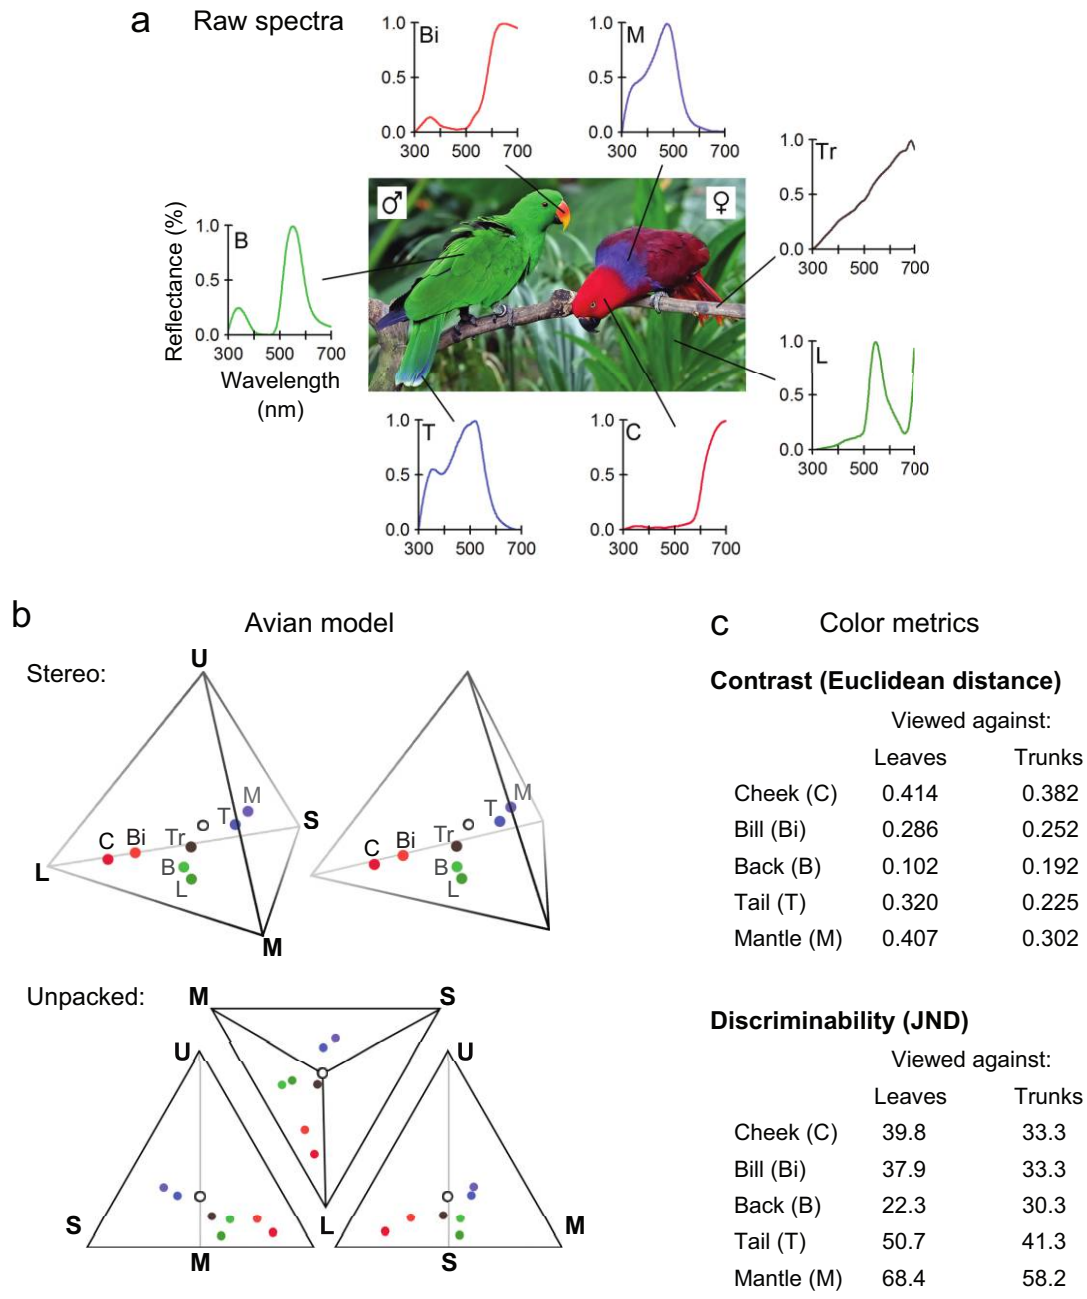 a Raw spectra
Bi
1.0
0.5
0.0
300 500 700
M
1.0
0.5
0.0
300 500 700
Tr
1.0
0.5
0.0
300 500 700
♂ ♀
B
1.0
0.5
0.0
300 500 700
Reflectance (%)
Wavelength
(nm)
L
1.0
0.5
0.0
300 500 700
T
1.0
0.5
0.0
300 500 700
C
1.0
0.5
0.0
300 500 700
b Avian model
Stereo:
U
S
L
M
C Bi Tr T M
B
L
C Bi Tr T M
B
L
Unpacked:
M S
L
U
S M
U
S M
c Color metrics
Contrast (Euclidean distance)
Viewed against:
Leaves Trunks
Cheek (C) 0.414 0.382
Bill (Bi) 0.286 0.252
Back (B) 0.102 0.192
Tail (T) 0.320 0.225
Mantle (M) 0.407 0.302
Discriminability (JND)
Viewed against:
Leaves Trunks
Cheek (C) 39.8 33.3
Bill (Bi) 37.9 33.3
Back (B) 22.3 30.3
Tail (T) 50.7 41.3
Mantle (M) 68.4 58.2